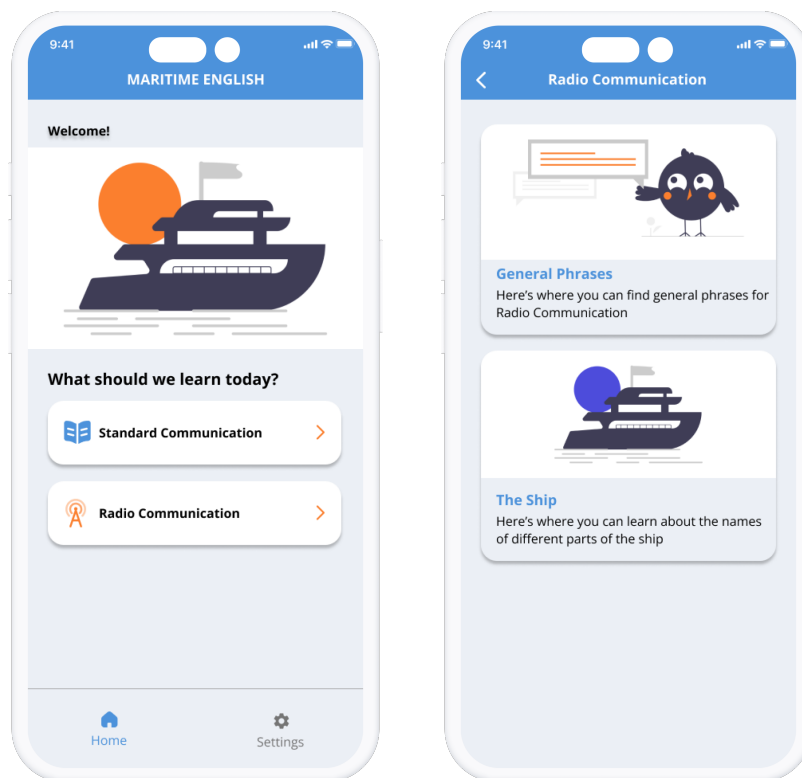 9:41
MARITIME ENGLISH
Welcome!
What should we learn today?
Standard Communication
Radio Communication
Home
Settings
9:41
Radio Communication
General Phrases
Here’s where you can find general phrases for
Radio Communication
The Ship
Here’s where you can learn about the names
of different parts of the ship